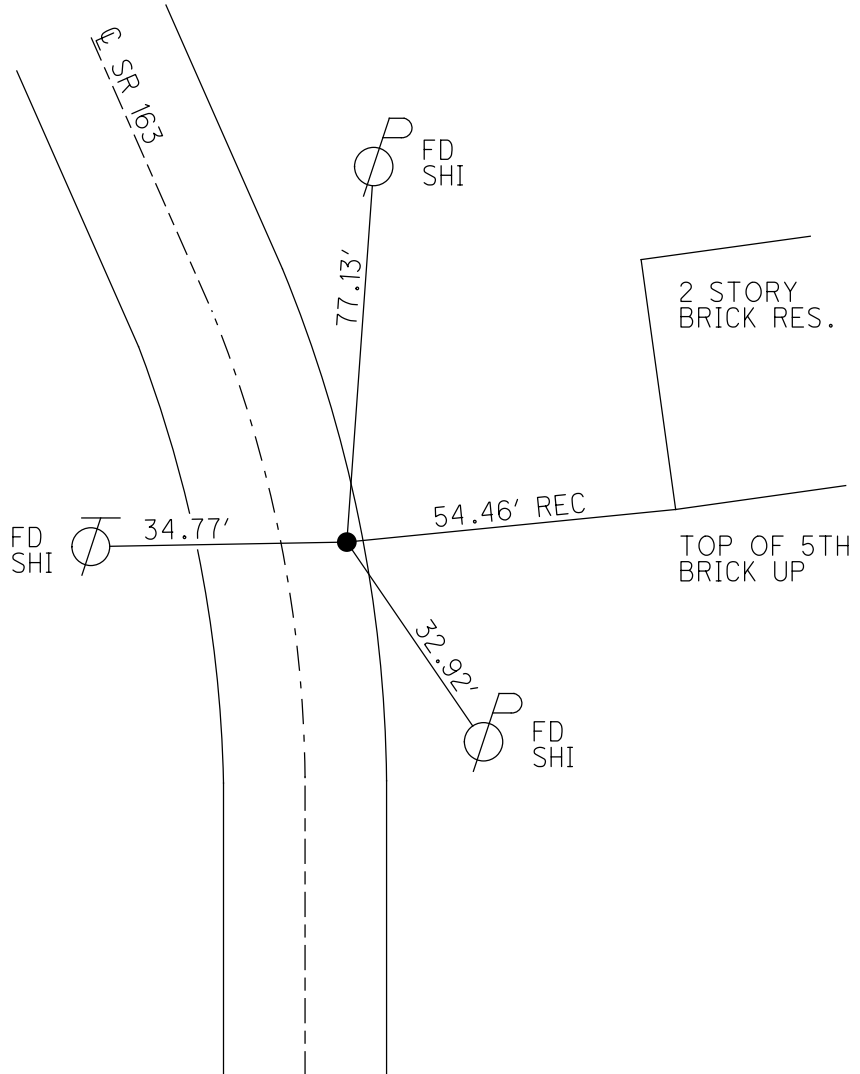 ℄ SR 163
FD
SHI
77.13'
2 STORY
BRICK RES.
FD
SHI
34.77'
54.46' REC
TOP OF 5TH
BRICK UP
32.92'
FD
SHI